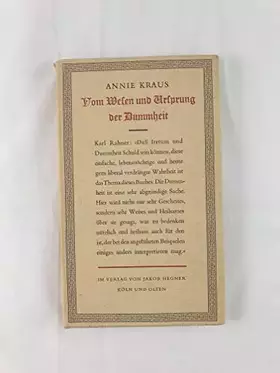 ANNIE KRAUS
Vom Wesen und Ursprung
der Dummheit
Karl Rahner: »Daß Irrtum und
Dummheit Schuld sein können, diese
einfache, lebenswichtige und heute
gern liberal verdrängte Wahrheit ist
das Thema dieses Buches. Die Dumm-
heit ist eine sehr abgründige Sache.
Hier wird nicht nur sehr Gescheites,
sondern sehr Weises und Heilsames
über sie gesagt, was zu bedenken
nützlich und heilsam auch für den
ist, der bei den angeführten Beispielen
einiges anders interpretieren mag.«
IM VERLAG VON JAKOB HEGNER
KÖLN UND OLTEN